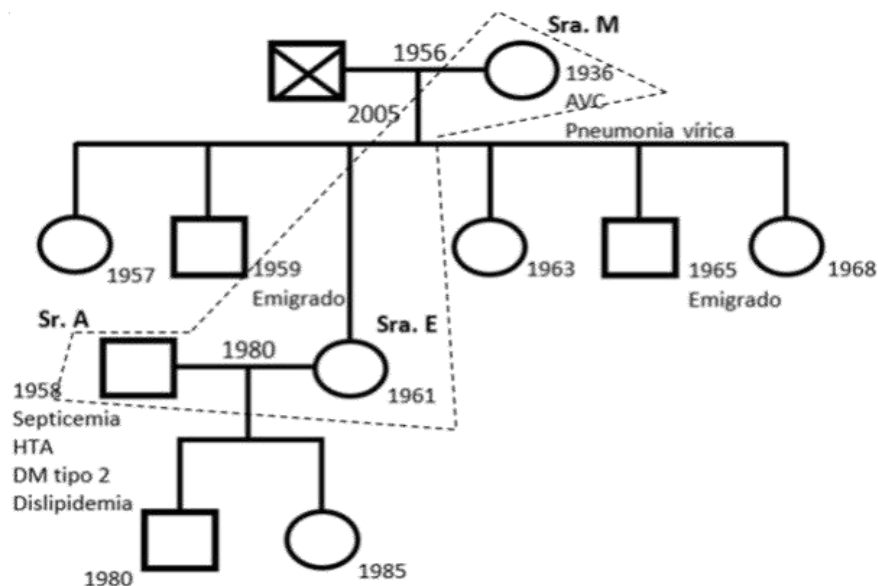 Sra. M
1956
1936
AVC
Pneumonia vírica
2005
1957
1959
Emigrado
1963
1965
Emigrado
1968
Sr. A
Sra. E
1980
1958
Septicemia
HTA
DM tipo 2
Dislipidemia
1961
1980
1985